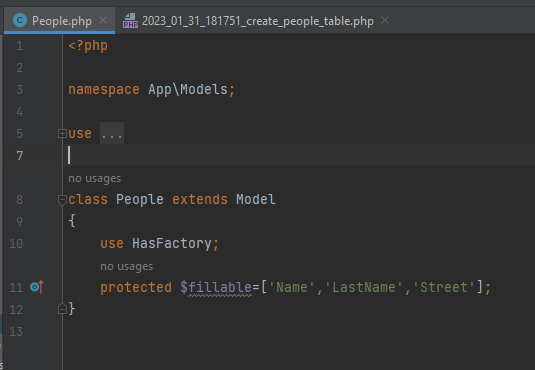 People.php
2023_01_31_181751_create_people_table.php
1 <?php
2
3 namespace App\Models;
4
5 use ...
7
no usages
8 class People extends Model
9 {
10 use HasFactory;
no usages
11 protected $fillable=['Name','LastName','Street'];
12 }
13